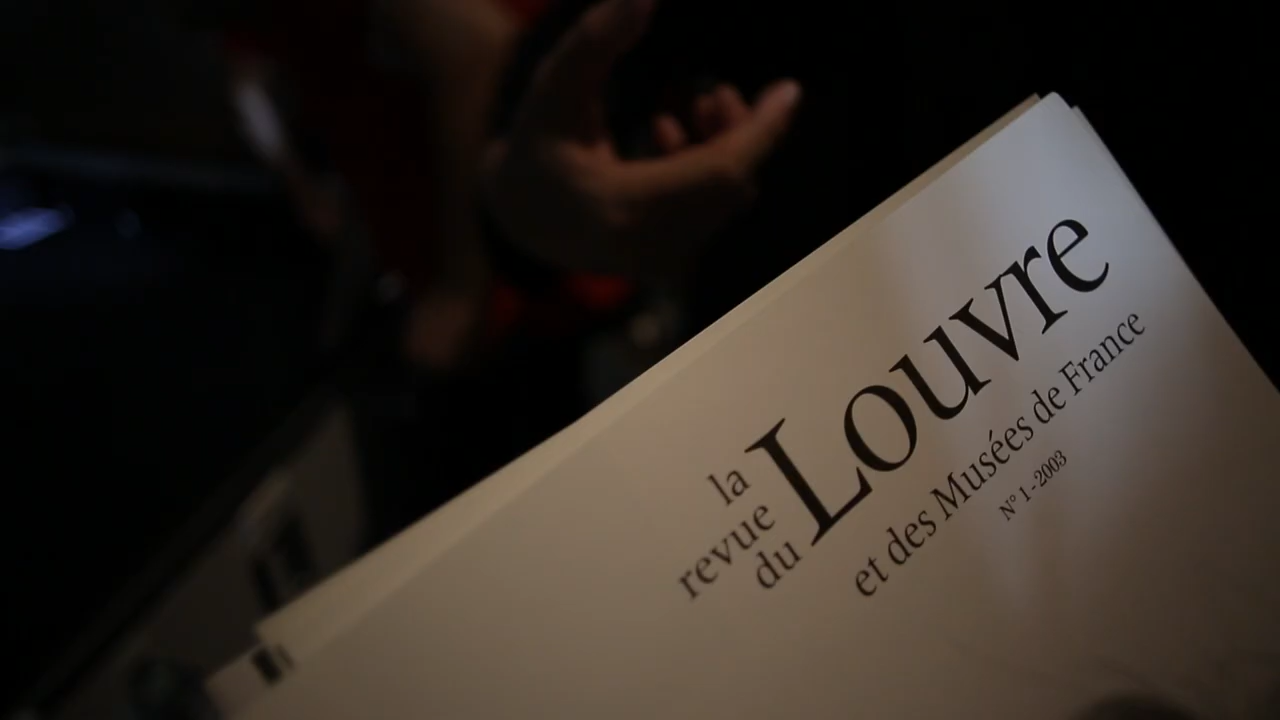 la
revue
du Louvre
et des Musées de France
N° 1 - 2003